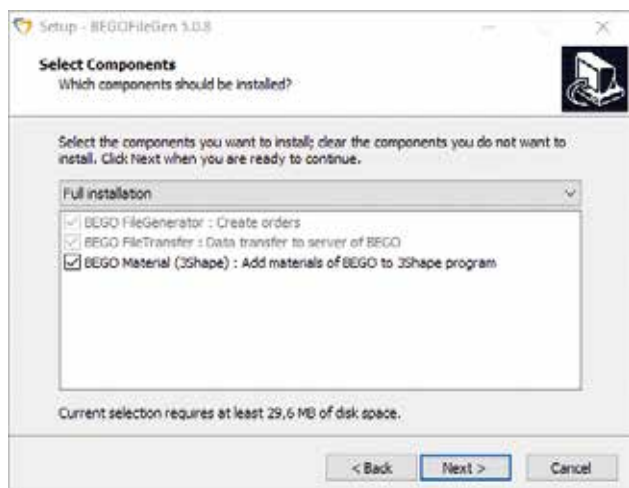 Setup - BEGOFileGen 5.0.8
Select Components
Which components should be installed?
Select the components you want to install; clear the components you do not want to
install. Click Next when you are ready to continue.
Full installation
BEGO FileGenerator : Create orders
BEGO FileTransfer : Data transfer to server of BEGO
BEGO Material (3Shape) : Add materials of BEGO to 3Shape program
Current selection requires at least 29,6 MB of disk space.
< Back Next > Cancel